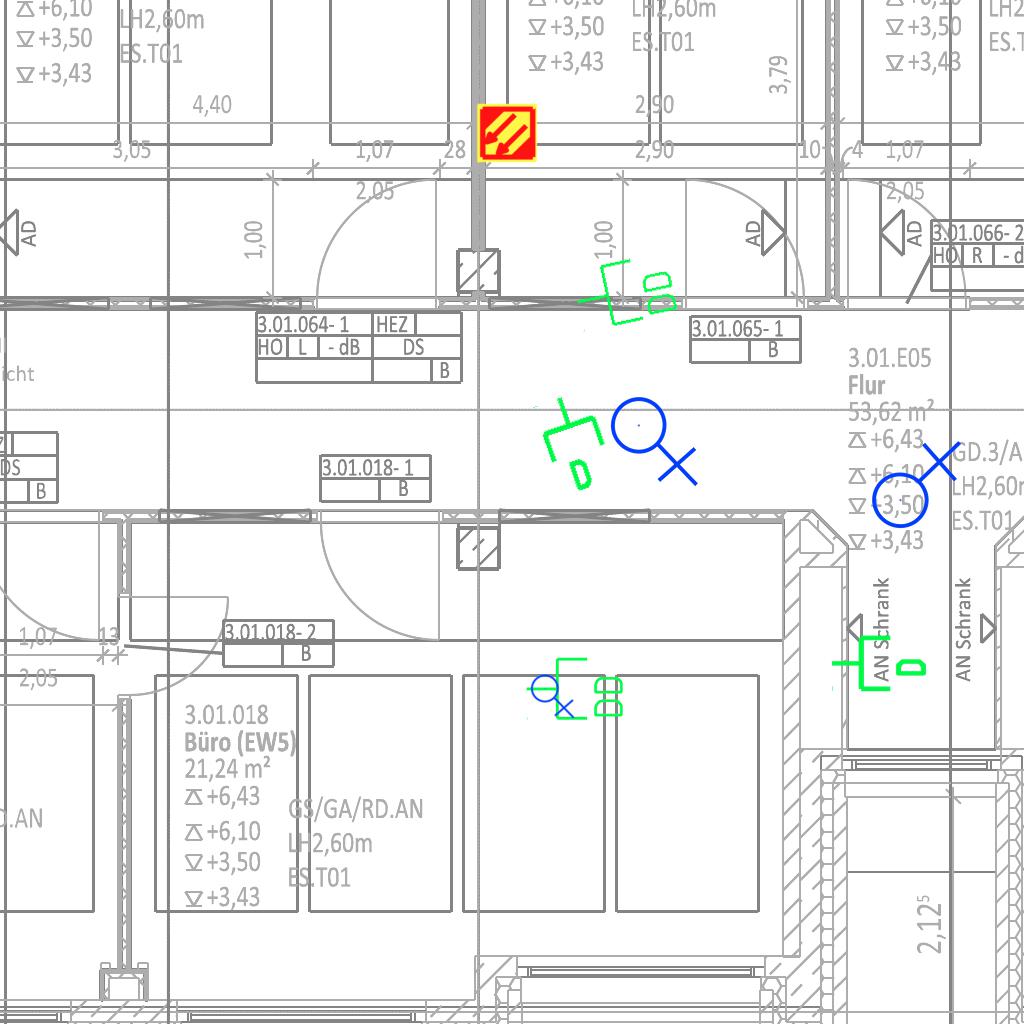 +6,10
LH2,60m
+3,50
ES.T01
+3,43
+6,10
LH2,60m
+3,50
ES.T01
+3,43
3,79
+6,10
+3,50
+3,43
4,40
2,90
3,05
1,07
28
2,90
10
4
1,07
2,05
2,05
AD
1,00
1,00
AD
AD
3.01.066- 2
HO R - d
3.01.064- 1 HEZ
HO L - dB DS
B
3.01.065- 1
B
icht
3.01.E05
Flur
53,62 m²
+6,43
+6,10
+3,50
+3,43
GD.3/A
LH2,60m
ES.T01
DS
B
3.01.018- 1
B
D
D
B
AN Schrank
AN Schrank
D
1,07
13
2,05
3.01.018- 2
B
D
B
3.01.018
Büro (EW5)
21,24 m²
+6,43
+6,10
+3,50
+3,43
GS/GA/RD.AN
LH2,60m
ES.T01
D.AN
2,12⁵